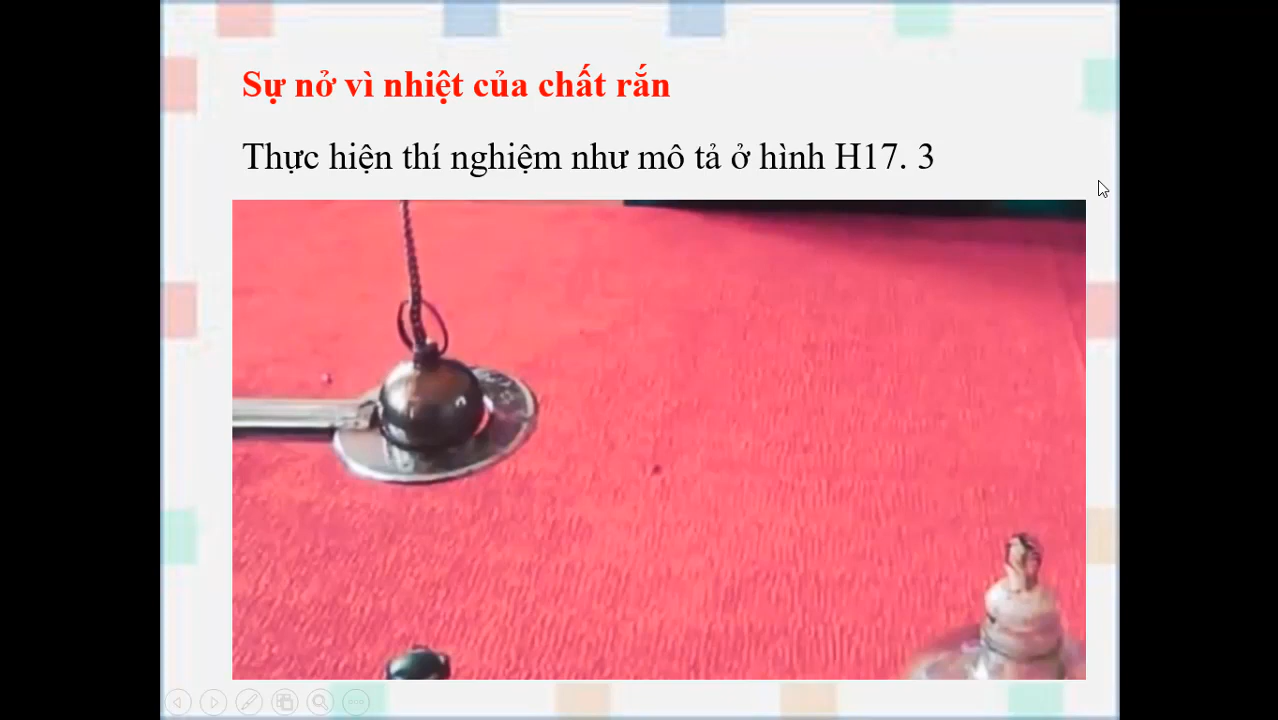 Sự nở vì nhiệt của chất rắn
Thực hiện thí nghiệm như mô tả ở hình H17. 3